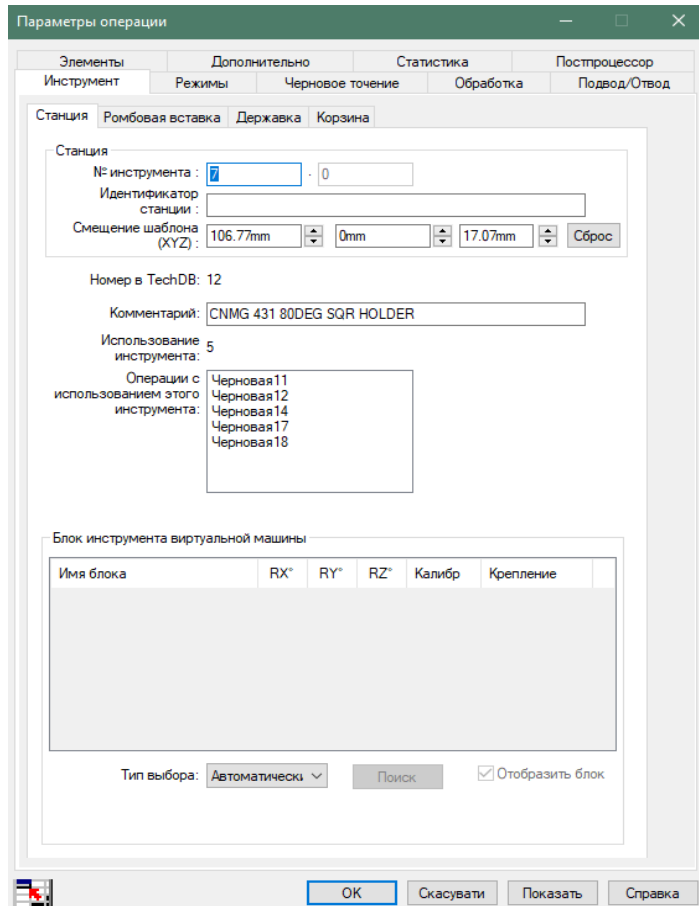 Параметры операции
Элементы Дополнительно Статистика Постпроцессор
Инструмент Режимы Черновое точение Обработка Подвод/Отвод
Станция Ромбовая вставка Державка Корзина
Станция
№ инструмента : 7 . 0
Идентификатор
станции :
Смещение шаблона
(XYZ) : 106.77mm 0mm 17.07mm Сброс
Номер в TechDB: 12
Комментарий: CNMG 431 80DEG SQR HOLDER
Использование
инструмента: 5
Операции с
использованием этого
инструмента:
Черновая11
Черновая12
Черновая14
Черновая17
Черновая18
Блок инструмента виртуальной машины
Имя блока RX° RY° RZ° Калибр Крепление
Тип выбора: Автоматически Поиск Отобразить блок
OK Скасувати Показать Справка